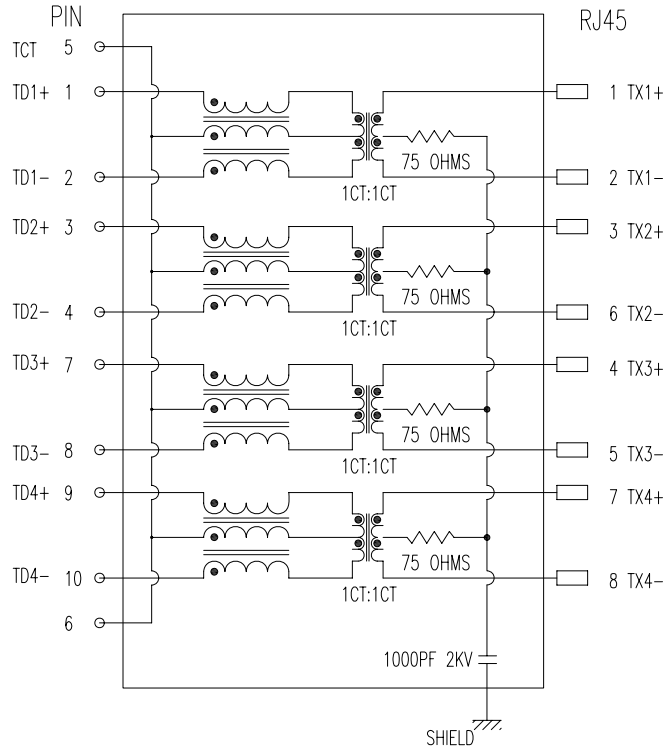 PIN RJ45
TCT 5
TD1+ 1 1 TX1+
75 OHMS
TD1- 2 2 TX1-
1CT:1CT
TD2+ 3 3 TX2+
75 OHMS
TD2- 4 6 TX2-
1CT:1CT
TD3+ 7 4 TX3+
75 OHMS
TD3- 8 5 TX3-
1CT:1CT
TD4+ 9 7 TX4+
75 OHMS
TD4- 10 8 TX4-
1CT:1CT
6
1000PF 2KV
SHIELD